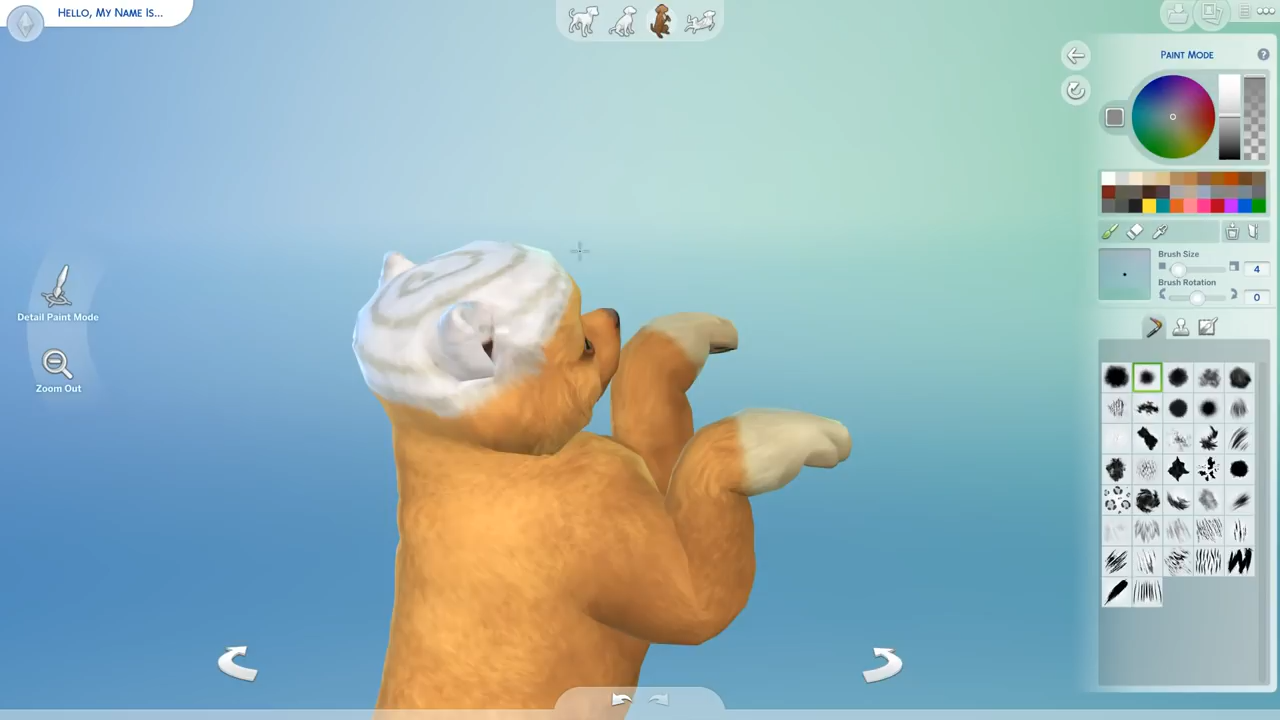 Hello, My Name Is...
Paint Mode
?
Brush Size
4
Brush Rotation
0
Detail Paint Mode
Zoom Out